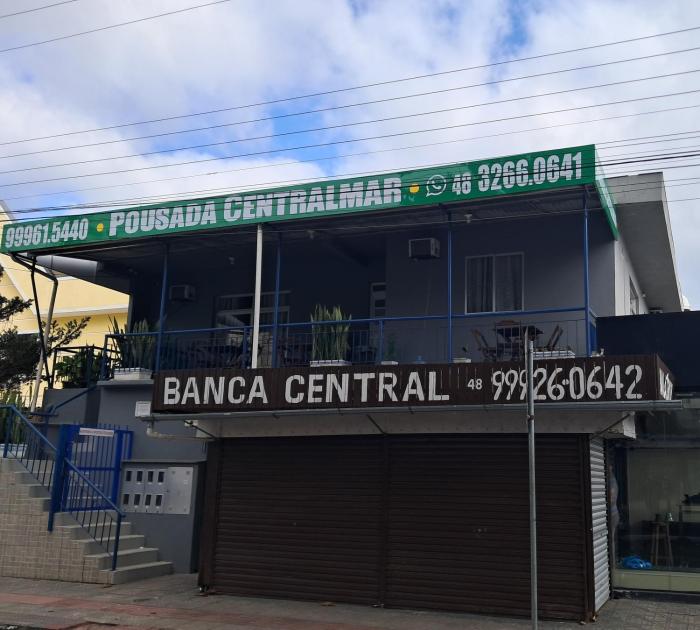 99961.5440 • POUSADA CENTRALMAR • 48 3266.0641
BANCA CENTRAL 48 99926-0642